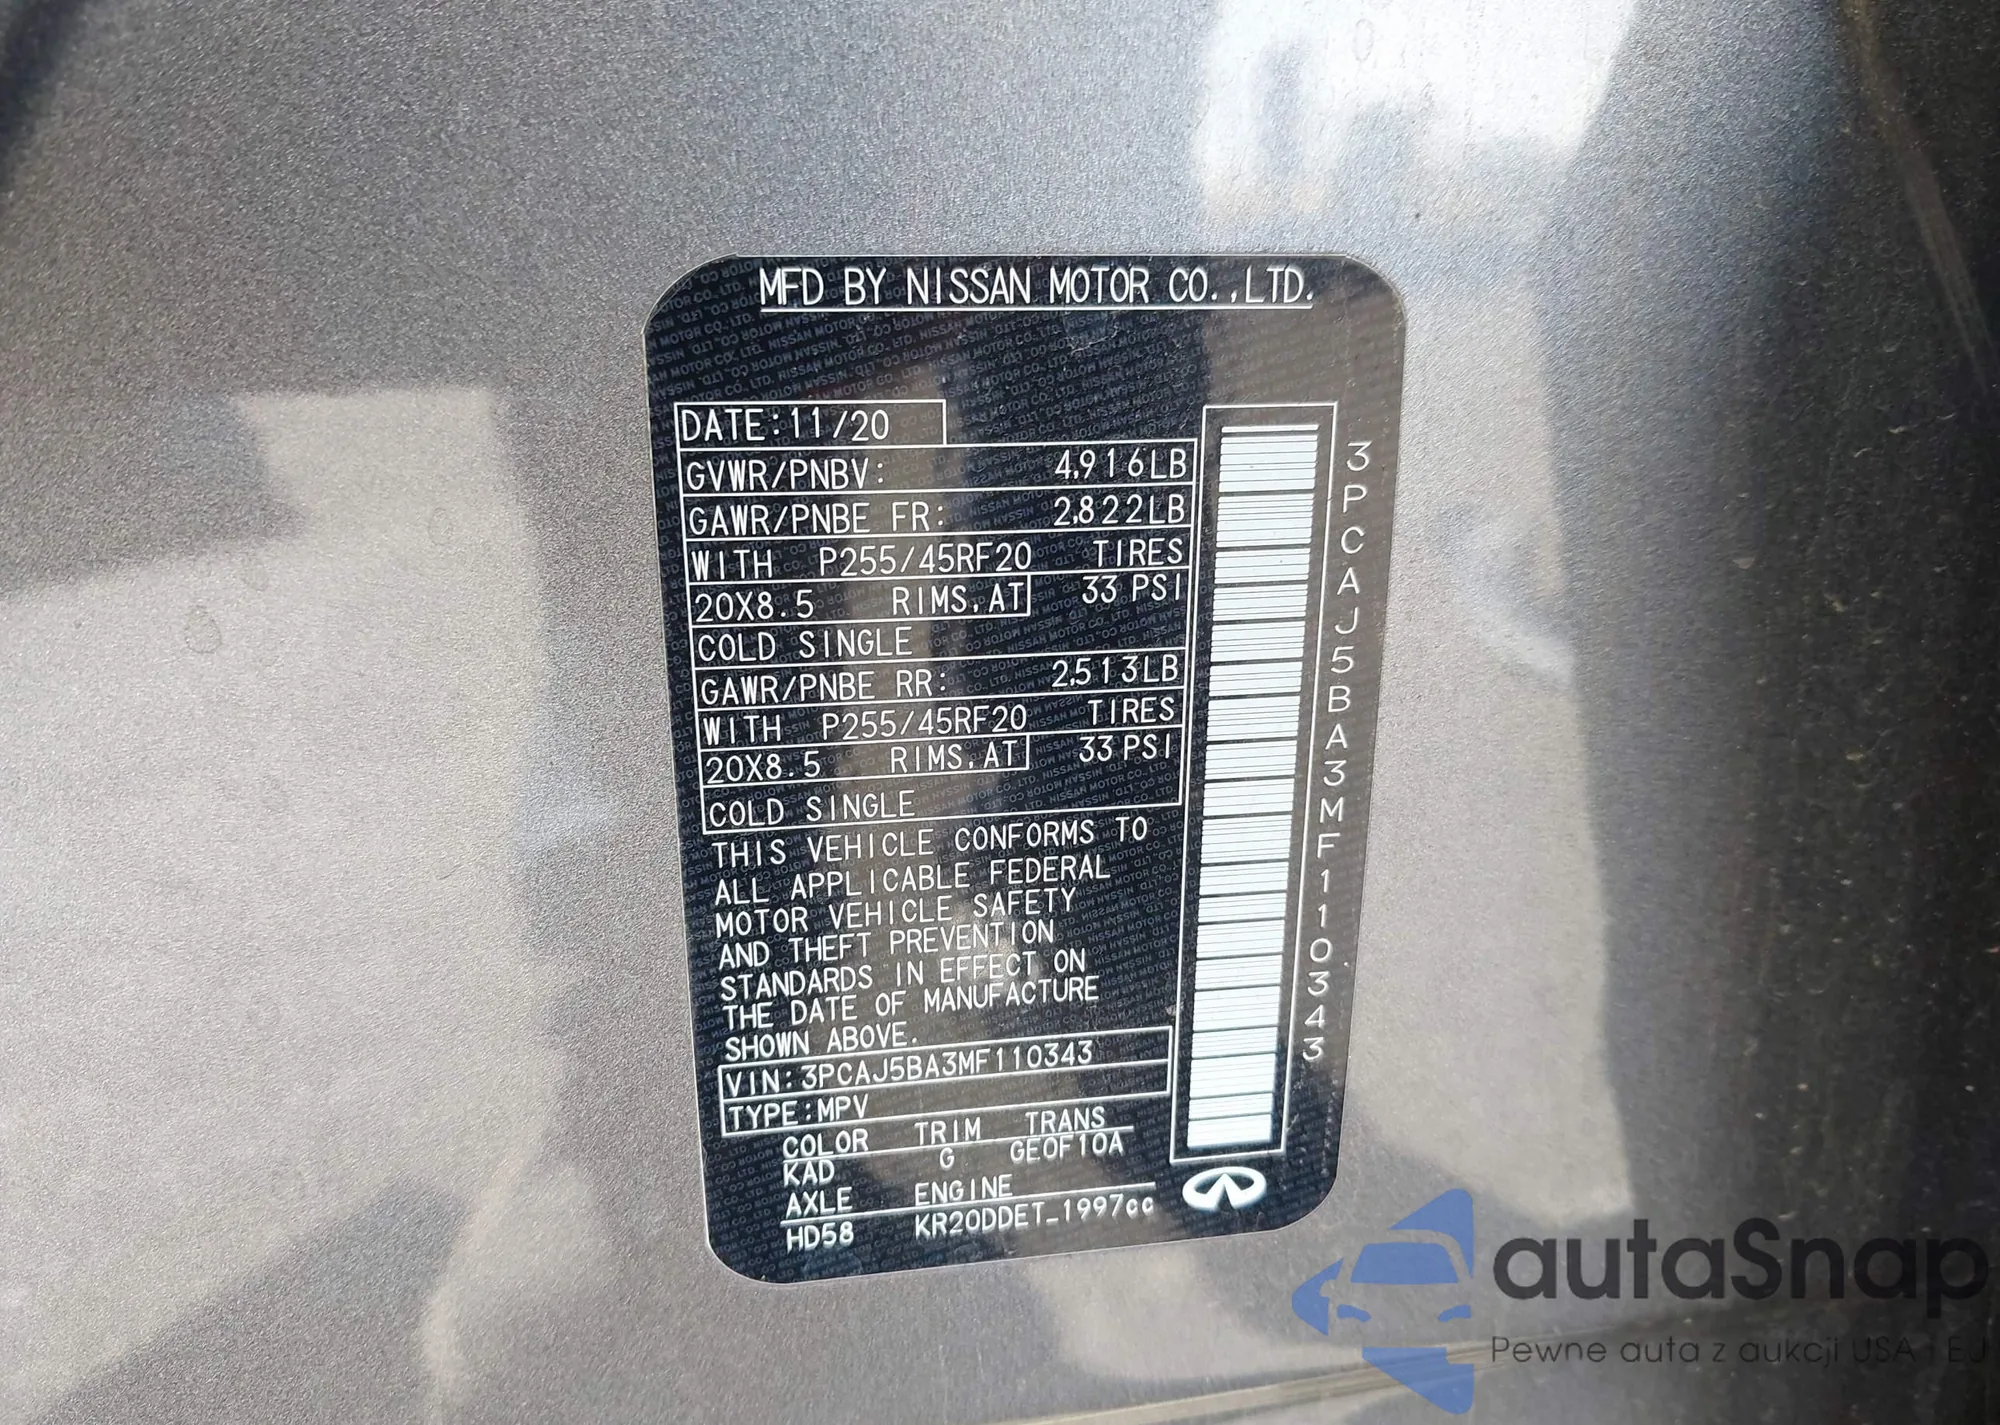 MFD BY NISSAN MOTOR CO.,LTD.
DATE:11/20
GVWR/PNBV: 4,916LB
GAWR/PNBE FR: 2,822LB
WITH P255/45RF20 TIRES
20X8.5 RIMS,AT 33 PSI
COLD SINGLE
GAWR/PNBE RR: 2,513LB
WITH P255/45RF20 TIRES
20X8.5 RIMS,AT 33 PSI
COLD SINGLE
THIS VEHICLE CONFORMS TO
ALL APPLICABLE FEDERAL
MOTOR VEHICLE SAFETY
AND THEFT PREVENTION
STANDARDS IN EFFECT ON
THE DATE OF MANUFACTURE
SHOWN ABOVE.
VIN:3PCAJ5BA3MF110343
TYPE:MPV
COLOR TRIM TRANS
KAD G GEOF10A
AXLE ENGINE
HD58 KR20DDET_1997cc
3PCAJ5BA3MF110343
autaSnap
Pewne auta z aukcji USA i EJ